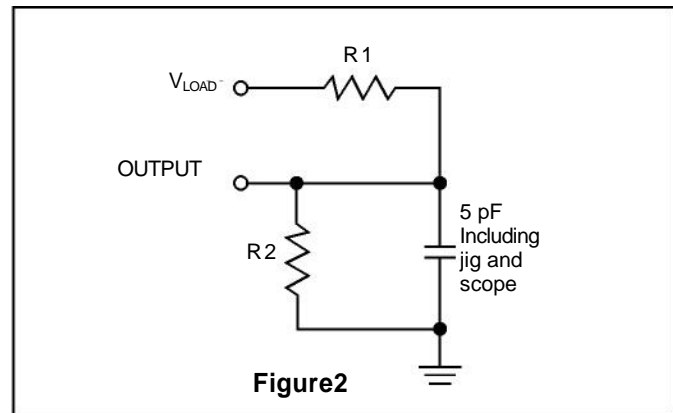 R1
VLOAD
OUTPUT
R2
5 pF
Including
jig and
scope
Figure2